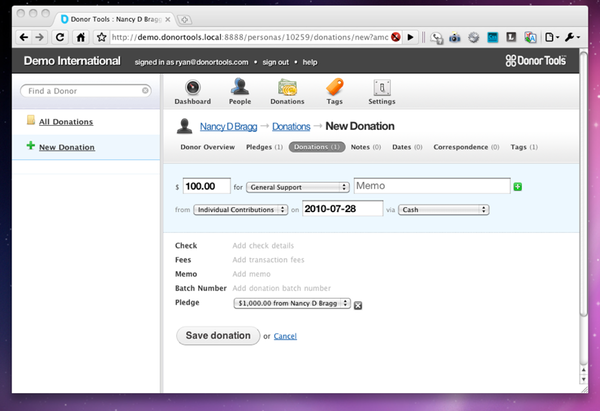 Donor Tools : Nancy D Bragg
http://demo.donortools.local:8888/personas/10259/donations/new?amo
Demo International signed in as ryan@donortools.com • sign out • help Donor Tools
Find a Donor
All Donations
New Donation
Dashboard People Donations Tags Settings
Nancy D Bragg → Donations → New Donation
Donor Overview Pledges (1) Donations (1) Notes (0) Dates (0) Correspondence (0) Tags (1)
$ 100.00 for General Support Memo
from Individual Contributions on 2010-07-28 via Cash
Check Add check details
Fees Add transaction fees
Memo Add memo
Batch Number Add donation batch number
Pledge $1,000.00 from Nancy D Bragg
Save donation or Cancel